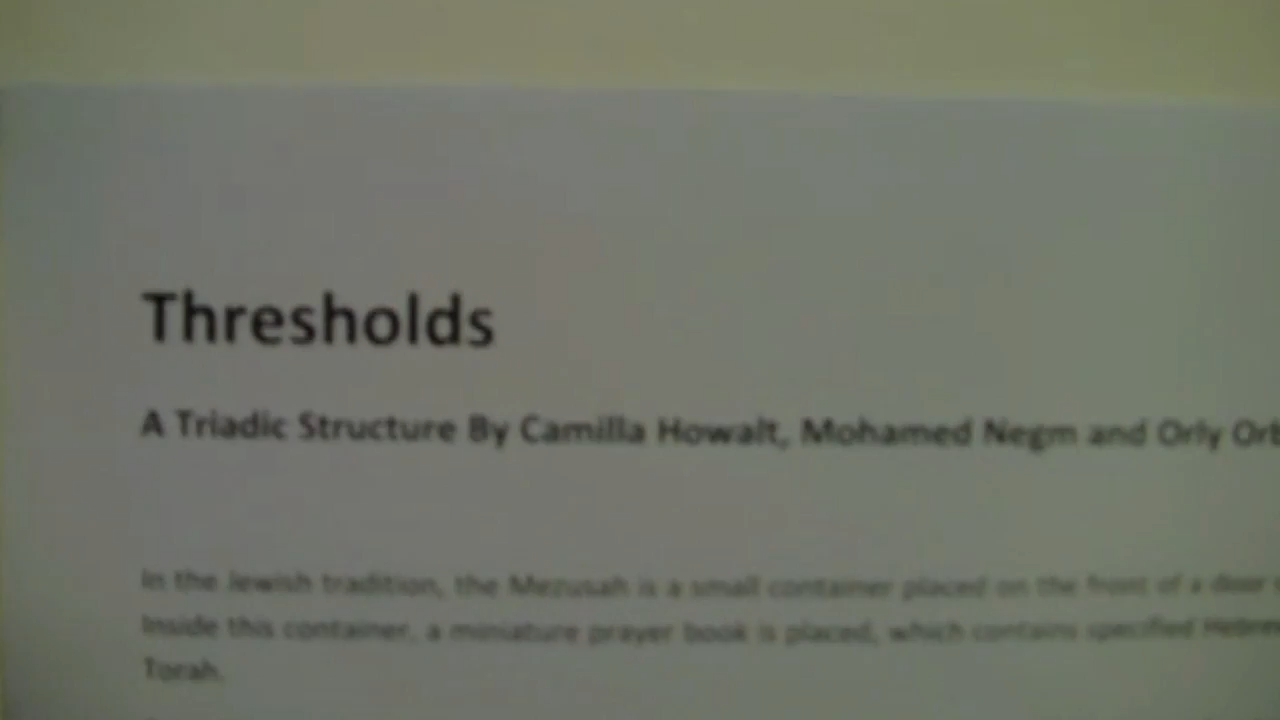 Thresholds
A Triadic Structure By Camilla Howalt, Mohamed Negm and Orly
In the Jewish tradition, the Mezusah is a small container placed on the front of a door
Inside this container, a miniature prayer book is placed, which contains specified
Torah.